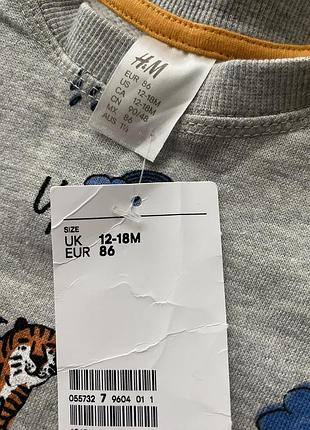 H&M
EUR 86
US 12-18M
CA 12-18M
CN 90/48
MX 86
AUS 1½
SIZE
UK 12-18M
EUR 86
055732 7 9604 01 1